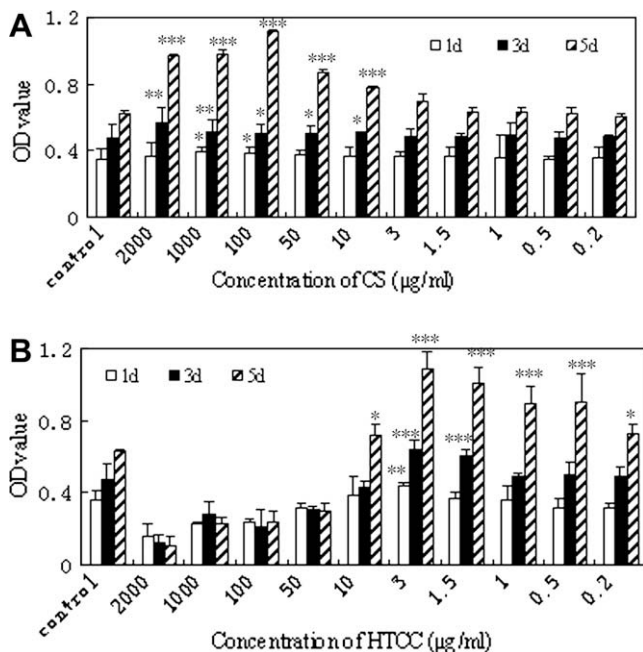 A
1.2
1d 3d 5d
***
***
***
***
***
**
**
*
*
*
*
*
0.8
0.4
0
OD value
control 2000 1000 100 50 10 3 1.5 1 0.5 0.2
Concentration of CS (μg/ml)
B
1.2
1d 3d 5d
***
***
***
***
*
***
***
**
*
0.8
0.4
0
OD value
control 2000 1000 100 50 10 3 1.5 1 0.5 0.2
Concentration of HTCC (μg/ml)